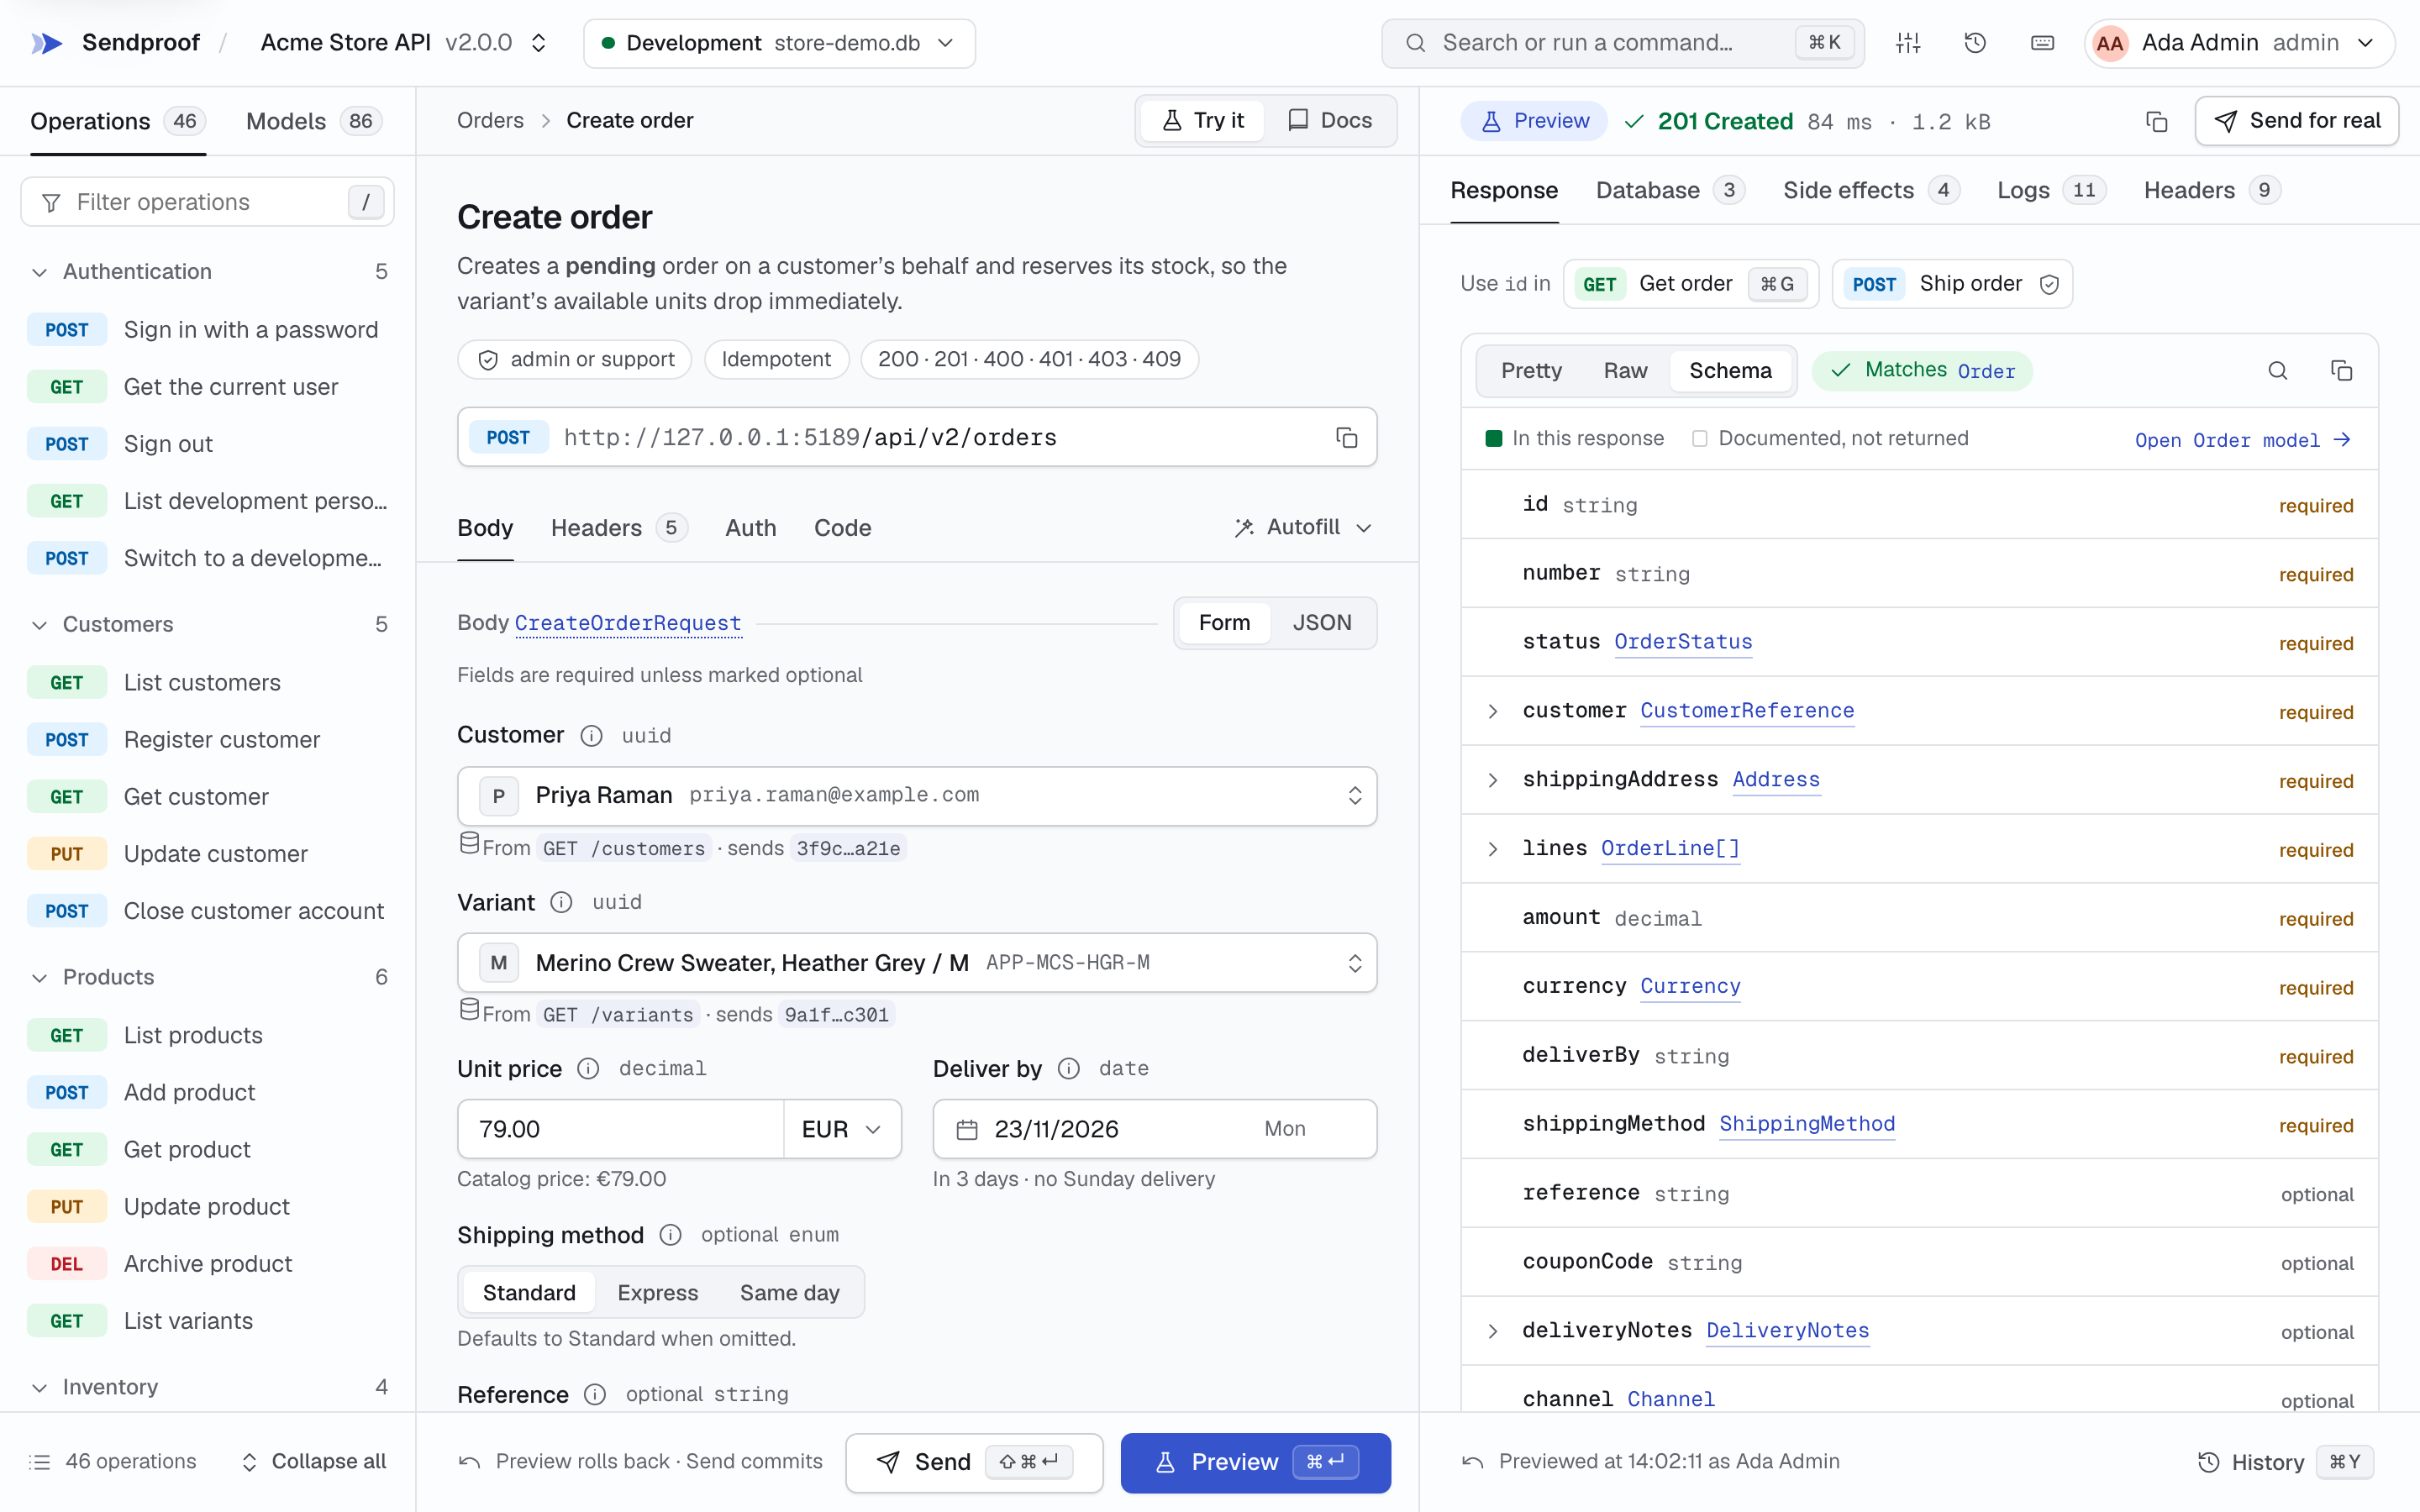 Sendproof / Acme Store API v2.0.0
Development store-demo.db
Search or run a command... ⌘K
AA Ada Admin admin
Operations 46 Models 86
Filter operations /
Authentication 5
POST Sign in with a password
GET Get the current user
POST Sign out
GET List development perso...
POST Switch to a developme...
Customers 5
GET List customers
POST Register customer
GET Get customer
PUT Update customer
POST Close customer account
Products 6
GET List products
POST Add product
GET Get product
PUT Update product
DEL Archive product
GET List variants
Inventory 4
46 operations Collapse all
Orders Create order
Try it Docs
Create order
Creates a pending order on a customer’s behalf and reserves its stock, so the
variant’s available units drop immediately.
admin or support Idempotent 200 · 201 · 400 · 401 · 403 · 409
POST http://127.0.0.1:5189/api/v2/orders
Body Headers 5 Auth Code Autofill
Body CreateOrderRequest Form JSON
Fields are required unless marked optional
Customer uuid
P Priya Raman priya.raman@example.com
From GET /customers · sends 3f9c…a21e
Variant uuid
M Merino Crew Sweater, Heather Grey / M APP-MCS-HGR-M
From GET /variants · sends 9a1f…c301
Unit price decimal
79.00 EUR
Catalog price: €79.00
Deliver by date
23/11/2026 Mon
In 3 days · no Sunday delivery
Shipping method optional enum
Standard Express Same day
Defaults to Standard when omitted.
Reference optional string
Preview rolls back · Send commits
Send ⇧⌘↵
Preview ⌘↵
Preview 201 Created 84 ms · 1.2 kB
Send for real
Response Database 3 Side effects 4 Logs 11 Headers 9
Use id in GET Get order ⌘G POST Ship order
Pretty Raw Schema Matches Order
In this response Documented, not returned Open Order model →
id string required
number string required
status OrderStatus required
customer CustomerReference required
shippingAddress Address required
lines OrderLine[] required
amount decimal required
currency Currency required
deliverBy string required
shippingMethod ShippingMethod required
reference string optional
couponCode string optional
deliveryNotes DeliveryNotes optional
channel Channel optional
Previewed at 14:02:11 as Ada Admin
History ⌘Y